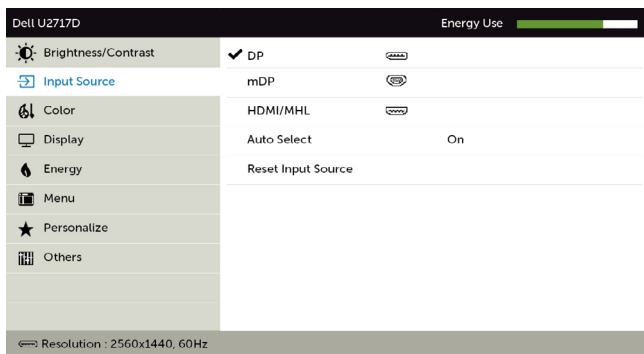 Dell U2717D Energy Use
Brightness/Contrast
Input Source
Color
Display
Energy
Menu
Personalize
Others
DP
mDP
HDMI/MHL
Auto Select On
Reset Input Source
Resolution : 2560x1440, 60Hz